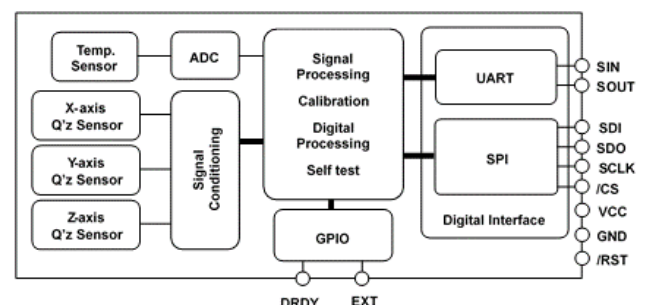 Temp.
Sensor
ADC
X-axis
Q'z Sensor
Y-axis
Q'z Sensor
Z-axis
Q'z Sensor
Signal
Conditioning
Signal
Processing
Calibration
Digital
Processing
Self test
GPIO
UART
SPI
Digital Interface
SIN
SOUT
SDI
SDO
SCLK
/CS
VCC
GND
/RST
DRDY
EXT